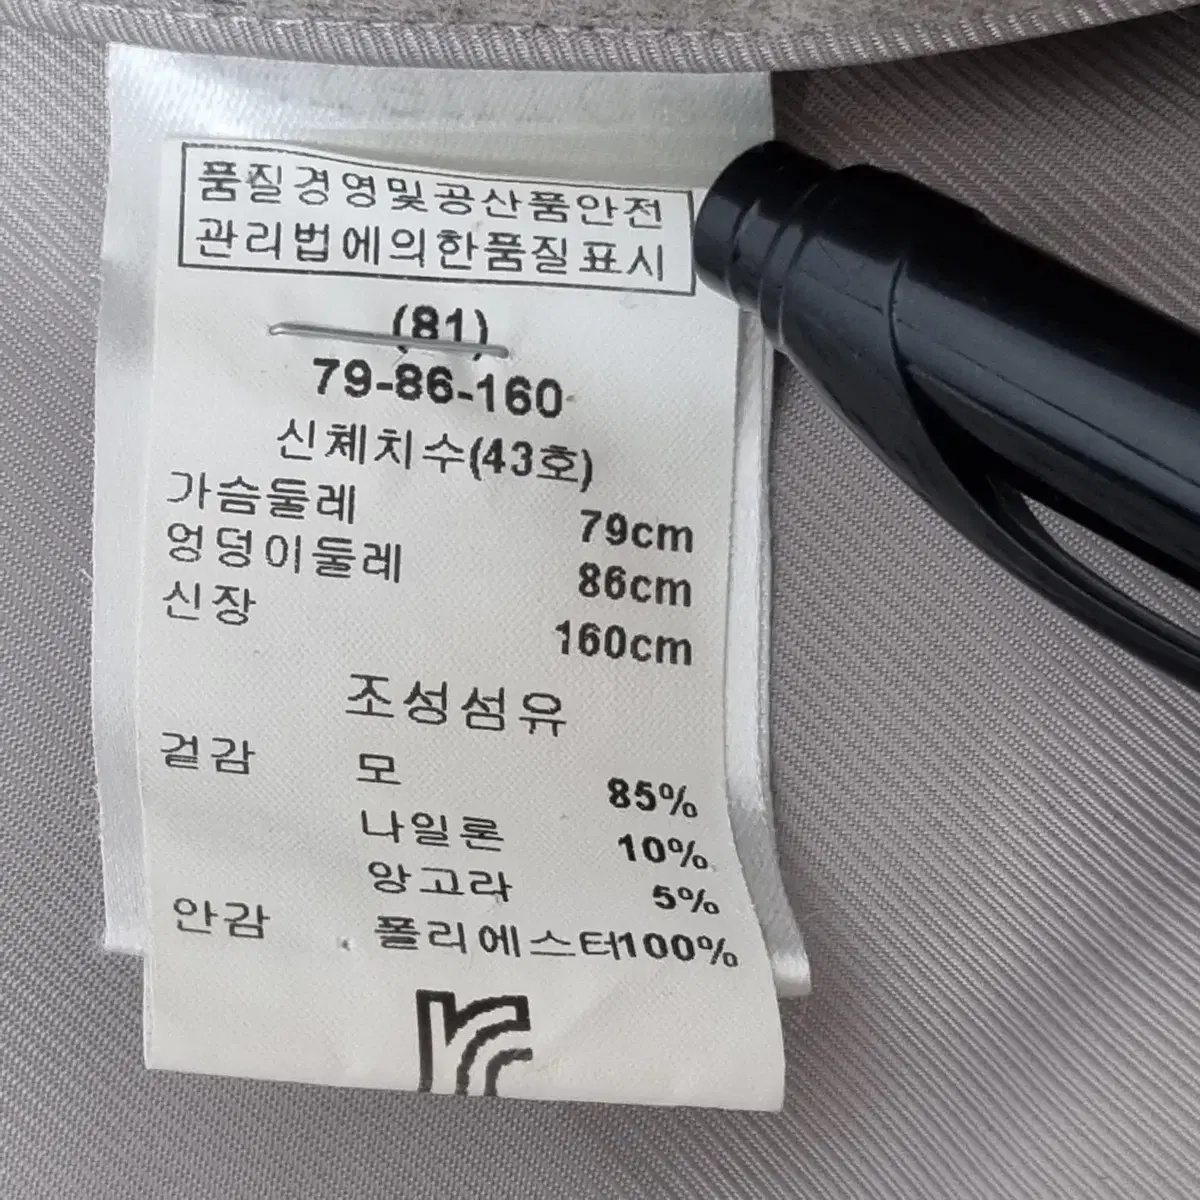 품질경영및공산품안전
관리법에의한품질표시
(81)
79-86-160
신체치수(43호)
가슴둘레 79cm
엉덩이둘레 86cm
신장 160cm
조성섬유
겉감 모 85%
나일론 10%
앙고라 5%
안감 폴리에스터100%